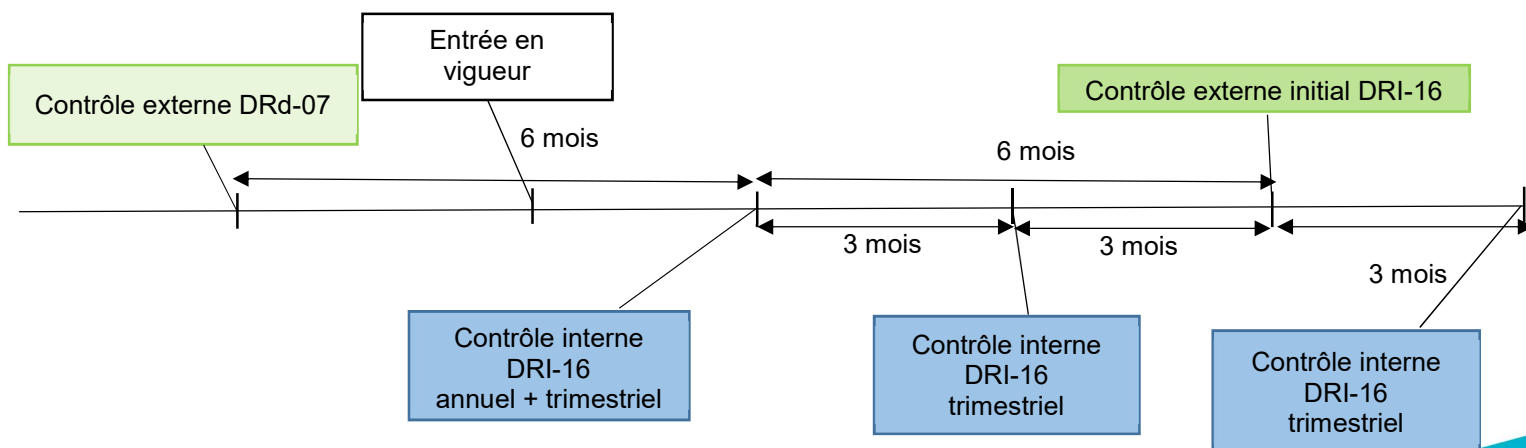 Entrée en
vigueur
Contrôle externe DRd-07
Contrôle externe initial DRI-16
6 mois
6 mois
3 mois
3 mois
3 mois
Contrôle interne
DRI-16
annuel + trimestriel
Contrôle interne
DRI-16
trimestriel
Contrôle interne
DRI-16
trimestriel